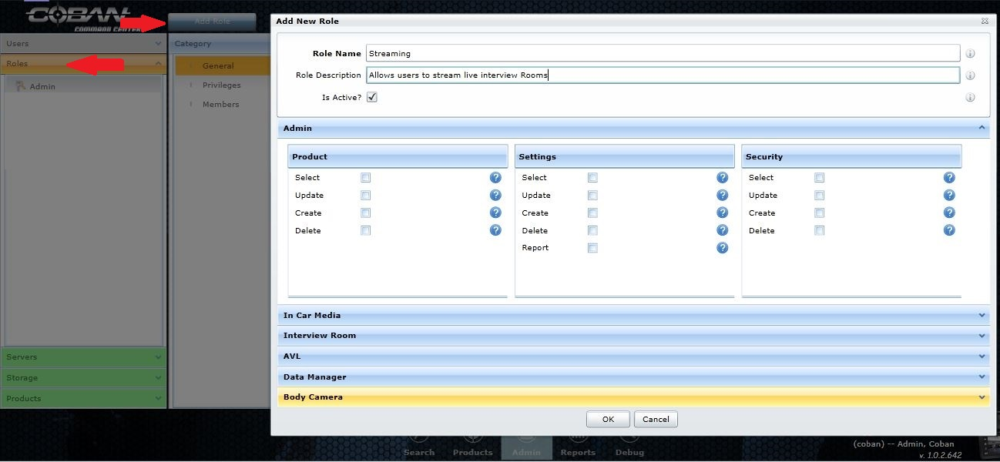 COBAN
COMMAND CENTER
Add Role
Users
Roles
Admin
Servers
Storage
Products
Category
General
Privileges
Members
Add New Role
Role Name Streaming
Role Description Allows users to stream live interview Rooms
Is Active?
Admin
Product Settings Security
Select Select Select
Update Update Update
Create Create Create
Delete Delete Delete
Report
In Car Media
Interview Room
AVL
Data Manager
Body Camera
OK Cancel
Search Products Admin Reports Debug
(coban) -- Admin, Coban
v. 1.0.2.642